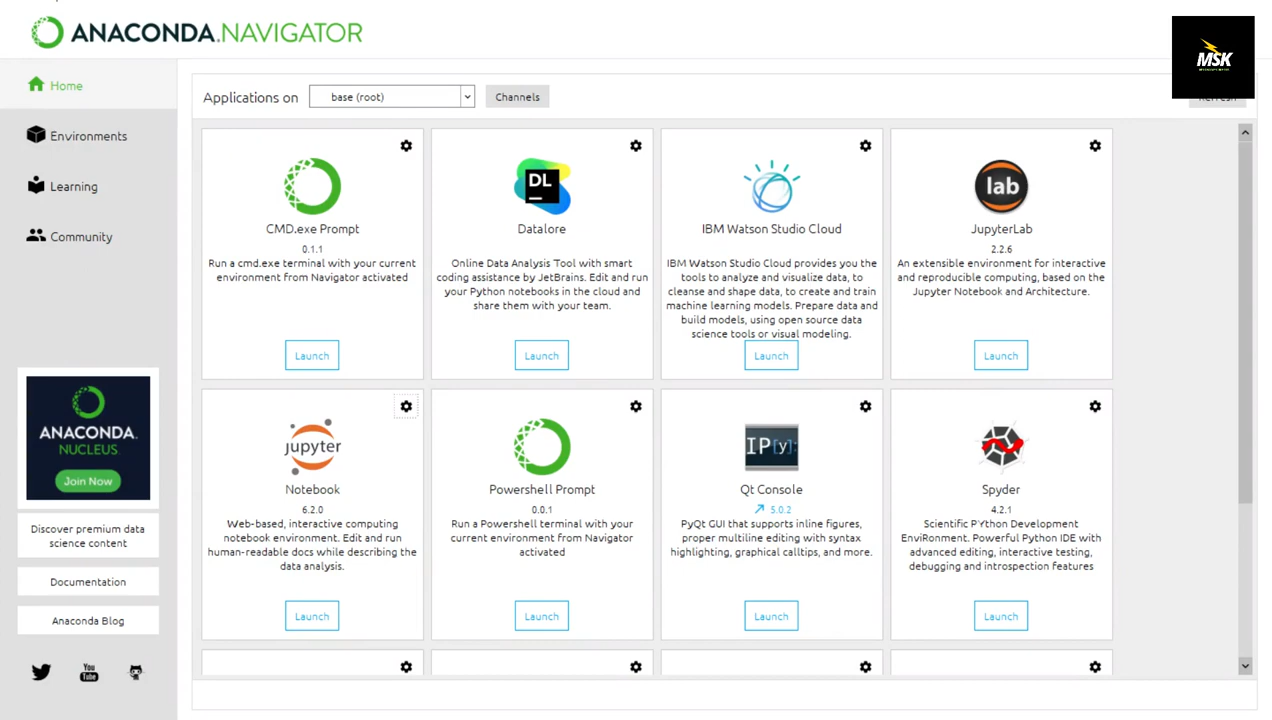 ANACONDA.NAVIGATOR
MSK
Home
Environments
Learning
Community
ANACONDA.
NUCLEUS
Join Now
Discover premium data
science content
Documentation
Anaconda Blog
You
Tube
Applications on
base (root)
Channels
Refresh
CMD.exe Prompt
0.1.1
Run a cmd.exe terminal with your current
environment from Navigator activated
Launch
DL
Datalore
Online Data Analysis Tool with smart
coding assistance by JetBrains. Edit and run
your Python notebooks in the cloud and
share them with your team.
Launch
IBM Watson Studio Cloud
IBM Watson Studio Cloud provides you the
tools to analyze and visualize data, to
cleanse and shape data, to create and train
machine learning models. Prepare data and
build models, using open source data
science tools or visual modeling.
Launch
lab
JupyterLab
2.2.6
An extensible environment for interactive
and reproducible computing, based on the
Jupyter Notebook and Architecture.
Launch
jupyter
Notebook
6.2.0
Web-based, interactive computing
notebook environment. Edit and run
human-readable docs while describing the
data analysis.
Launch
Powershell Prompt
0.0.1
Run a Powershell terminal with your
current environment from Navigator
activated
Launch
IP[y]:
Qt Console
5.0.2
PyQt GUI that supports inline figures,
proper multiline editing with syntax
highlighting, graphical calltips, and more.
Launch
Spyder
4.2.1
Scientific PYthon Development
EnviRonment. Powerful Python IDE with
advanced editing, interactive testing,
debugging and introspection features
Launch